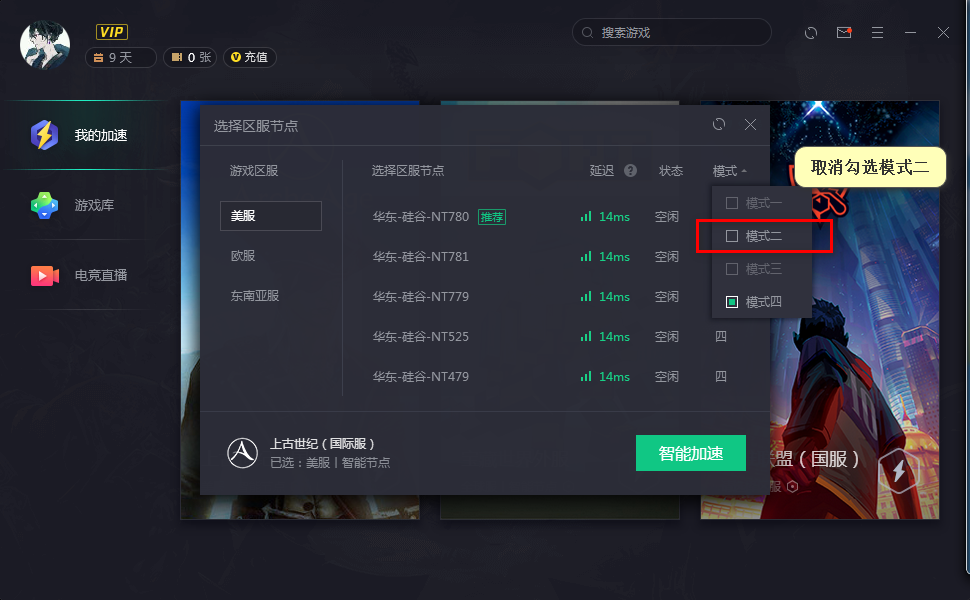 VIP
9 天
0 张
充值
搜索游戏
我的加速
游戏库
电竞直播
选择区服节点
游戏区服
美服
欧服
东南亚服
选择区服节点 延迟 ? 状态 模式
华东-硅谷-NT780 推荐 14ms 空闲
华东-硅谷-NT781 14ms 空闲
华东-硅谷-NT779 14ms 空闲
华东-硅谷-NT525 14ms 空闲 四
华东-硅谷-NT479 14ms 空闲 四
模式一
模式二
模式三
模式四
取消勾选模式二
上古世纪（国际服）
已选：美服丨智能节点
智能加速
盟（国服）
服